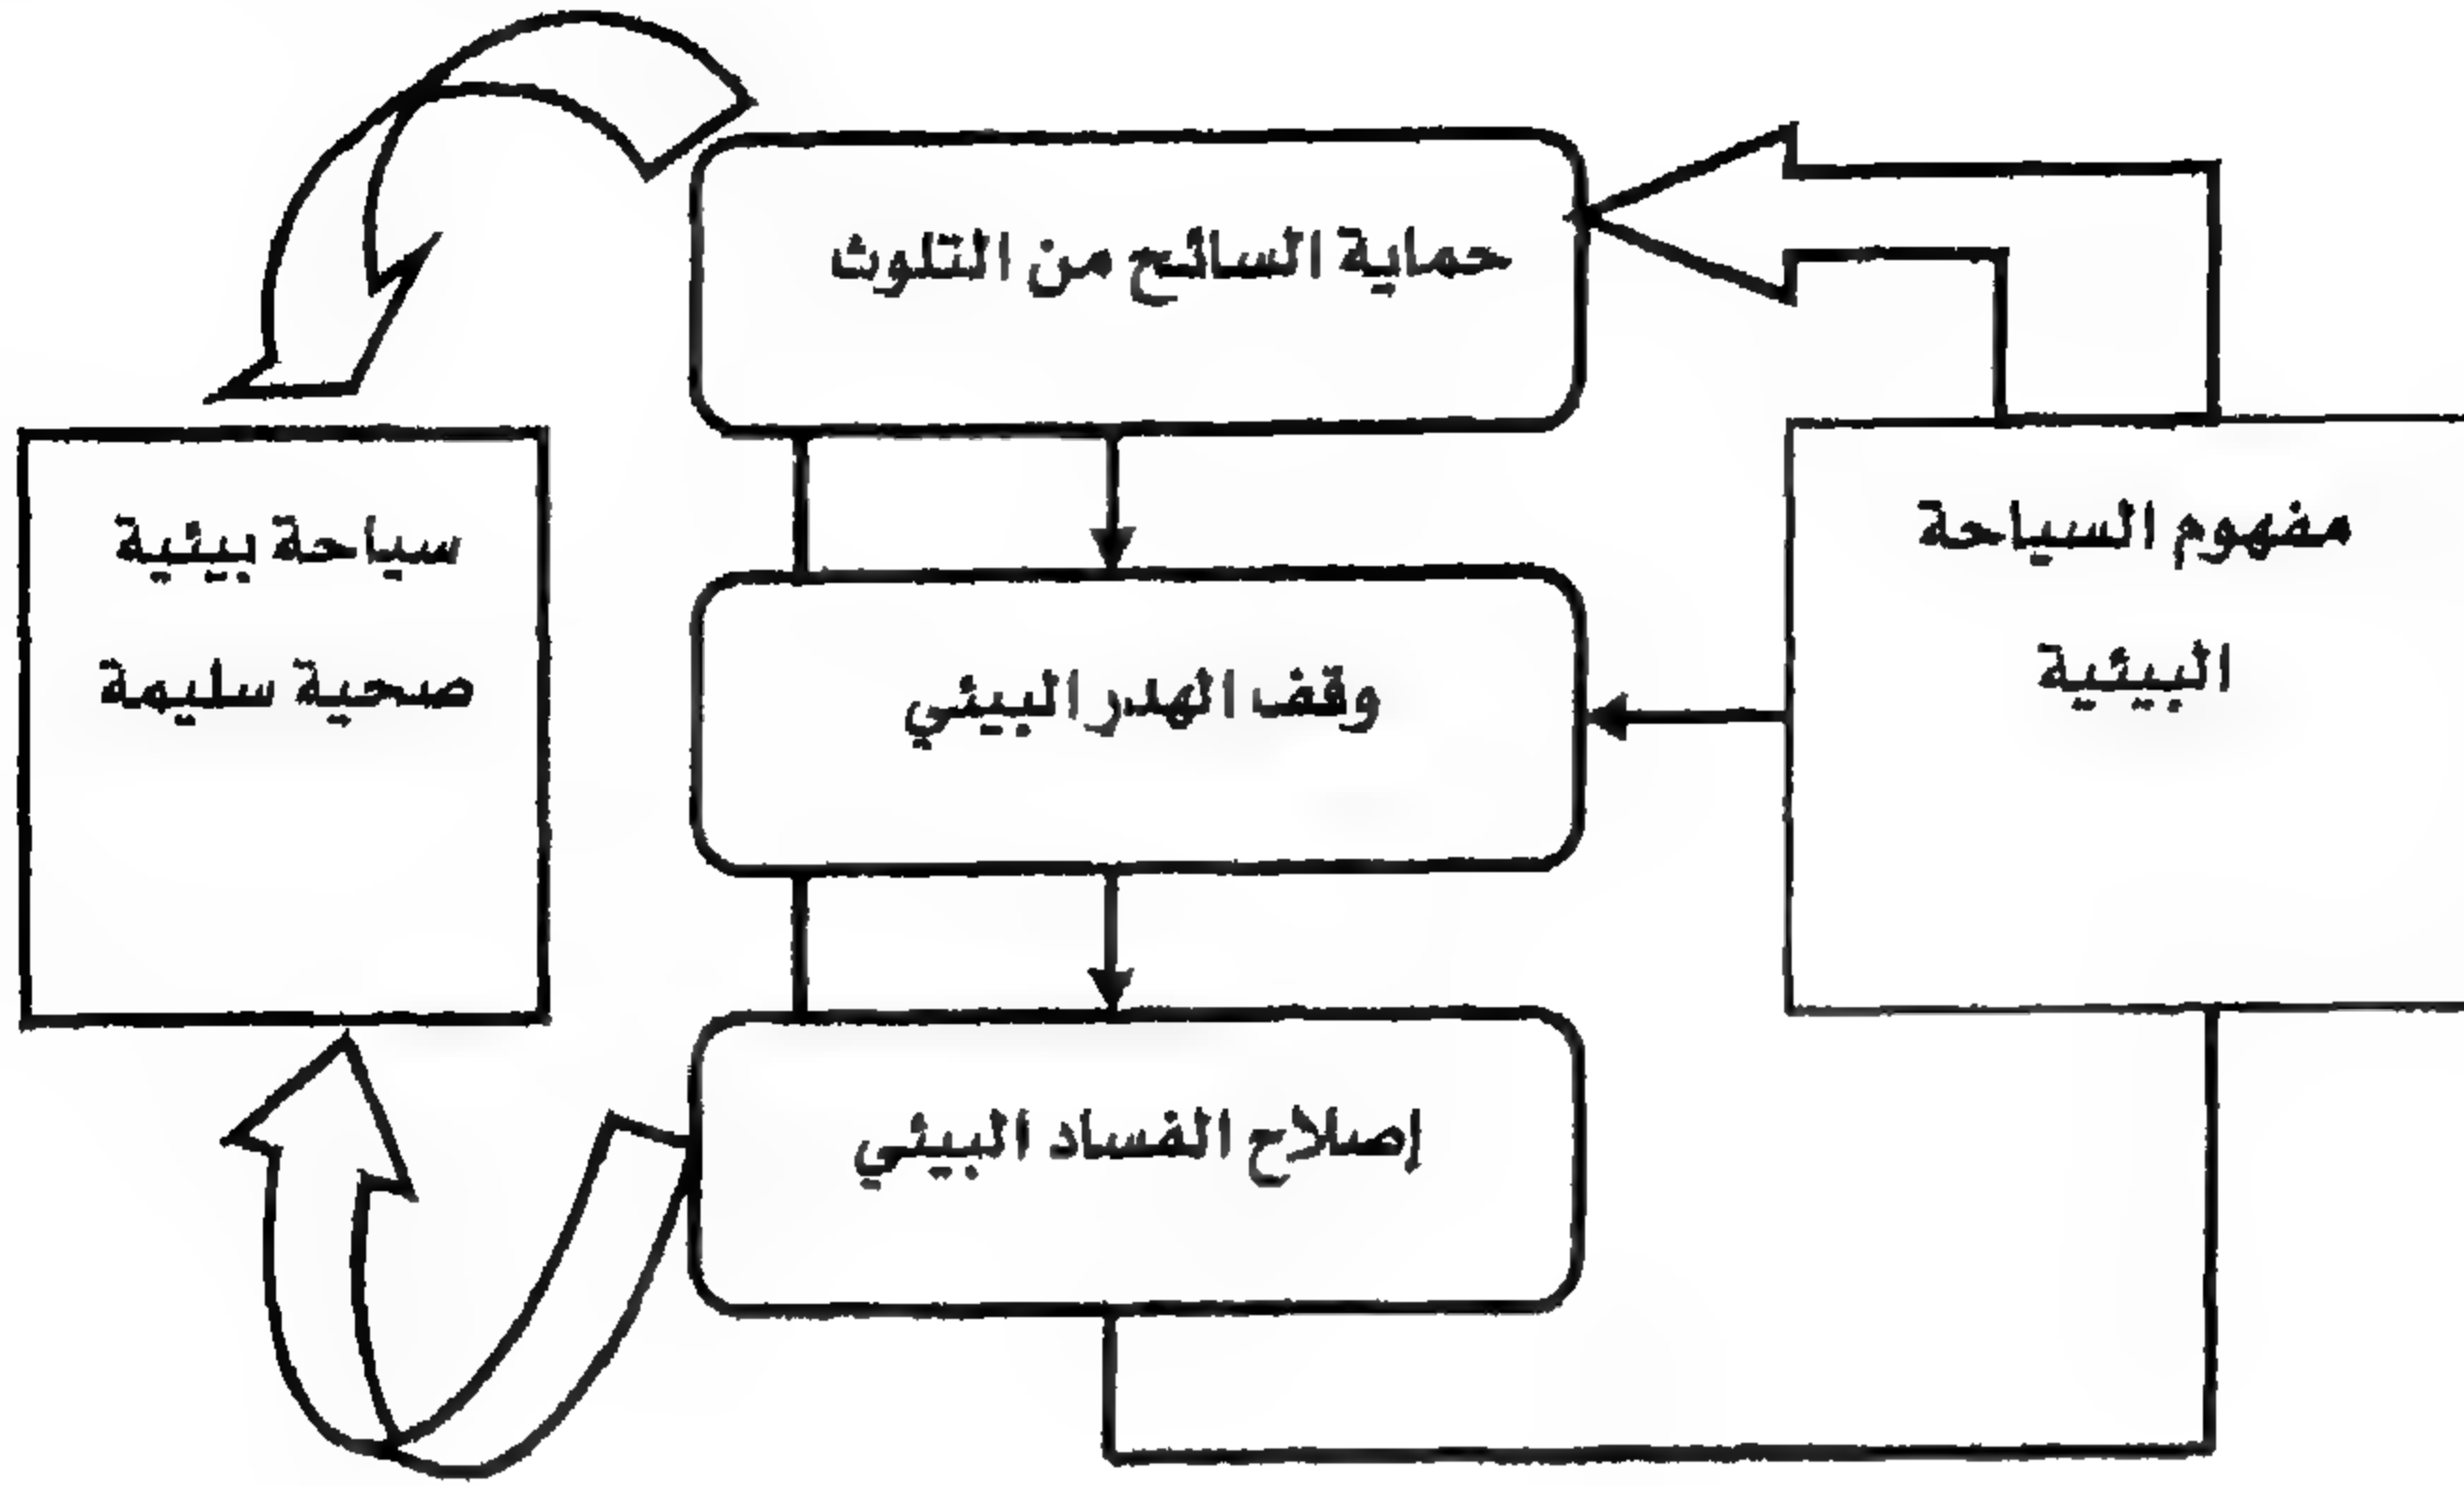 حماية السائح من التلوث
مفهوم السياحة
البيئية
سياحة بيئية
صحية سليمة
وقف الهدر البيئي
إصلاح الفساد البيئي